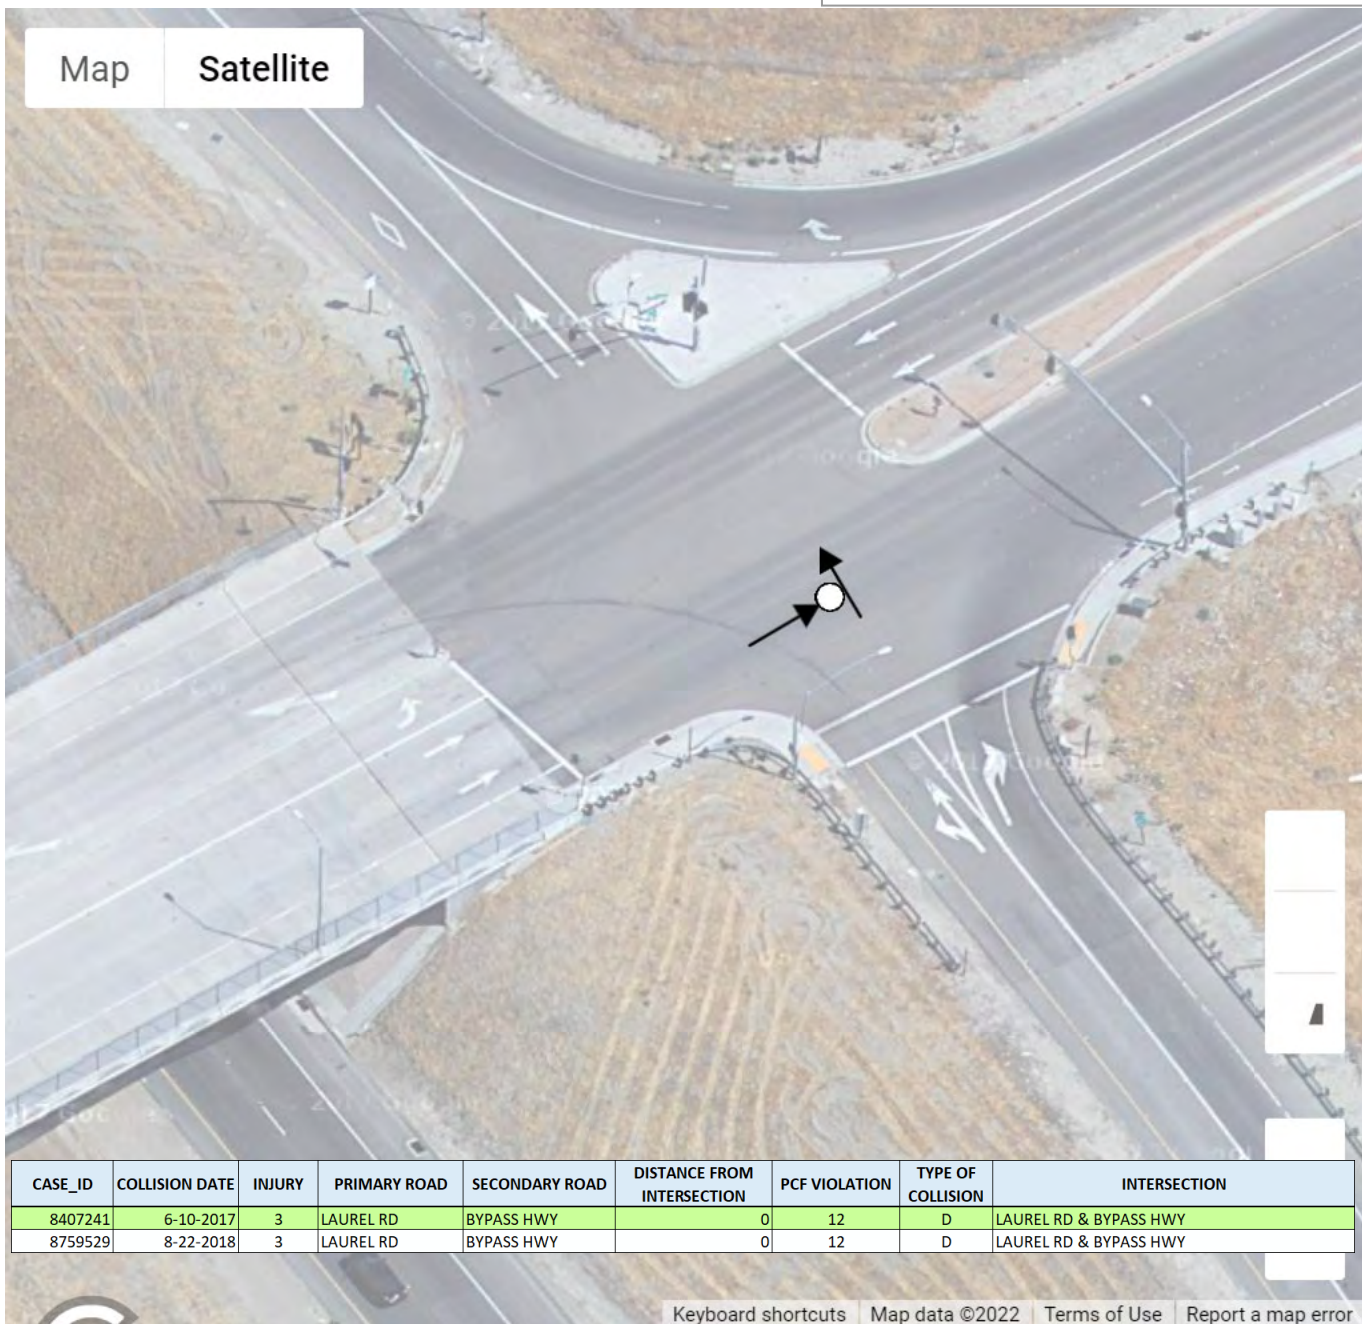 Map Satellite
CASE_ID COLLISION DATE INJURY PRIMARY ROAD SECONDARY ROAD DISTANCE FROM INTERSECTION PCF VIOLATION TYPE OF COLLISION INTERSECTION
8407241 6-10-2017 3 LAUREL RD BYPASS HWY 0 12 D LAUREL RD & BYPASS HWY
8759529 8-22-2018 3 LAUREL RD BYPASS HWY 0 12 D LAUREL RD & BYPASS HWY
Keyboard shortcuts Map data ©2022 Terms of Use Report a map error